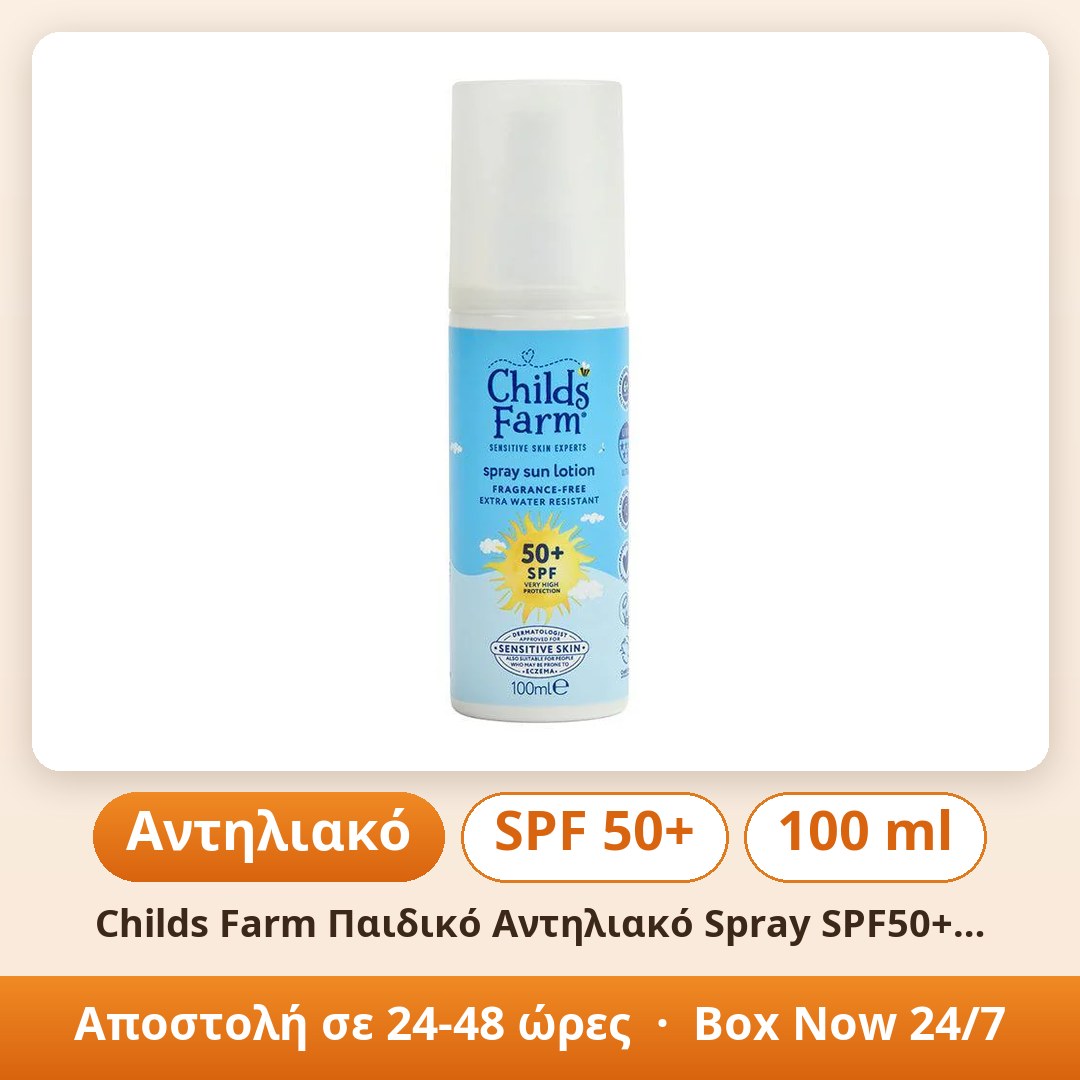 Childs
Farm
SENSITIVE SKIN EXPERTS
spray sun lotion
FRAGRANCE-FREE
EXTRA WATER RESISTANT
50+
SPF
VERY HIGH
PROTECTION
DERMATOLOGIST
APPROVED FOR
SENSITIVE SKIN
ALSO SUITABLE FOR PEOPLE
WHO MAY BE PRONE TO
•ECZEMA•
100ml℮
Αντηλιακό
SPF 50+
100 ml
Childs Farm Παιδικό Αντηλιακό Spray SPF50+...
Αποστολή σε 24-48 ώρες · Box Now 24/7